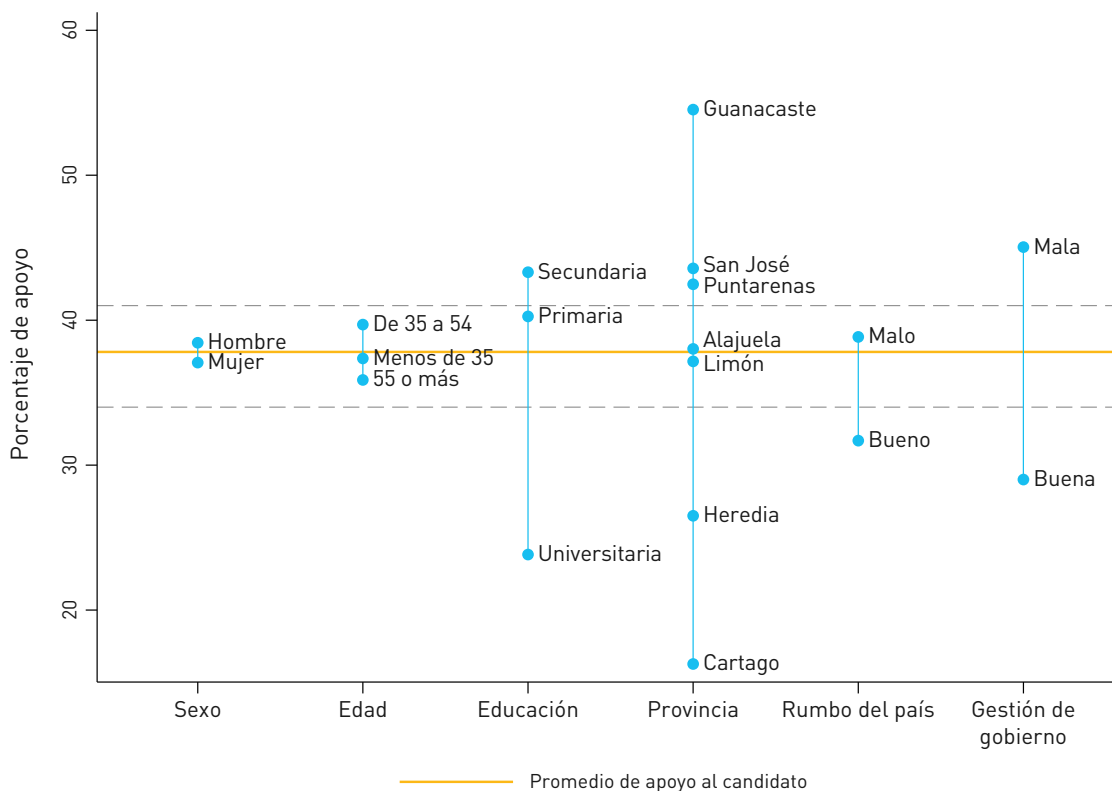 60
50
40
30
20
Porcentaje de apoyo
Hombre
Mujer
De 35 a 54
Menos de 35
55 o más
Secundaria
Primaria
Universitaria
Guanacaste
San José
Puntarenas
Alajuela
Limón
Heredia
Cartago
Malo
Bueno
Mala
Buena
Sexo
Edad
Educación
Provincia
Rumbo del país
Gestión de
gobierno
Promedio de apoyo al candidato